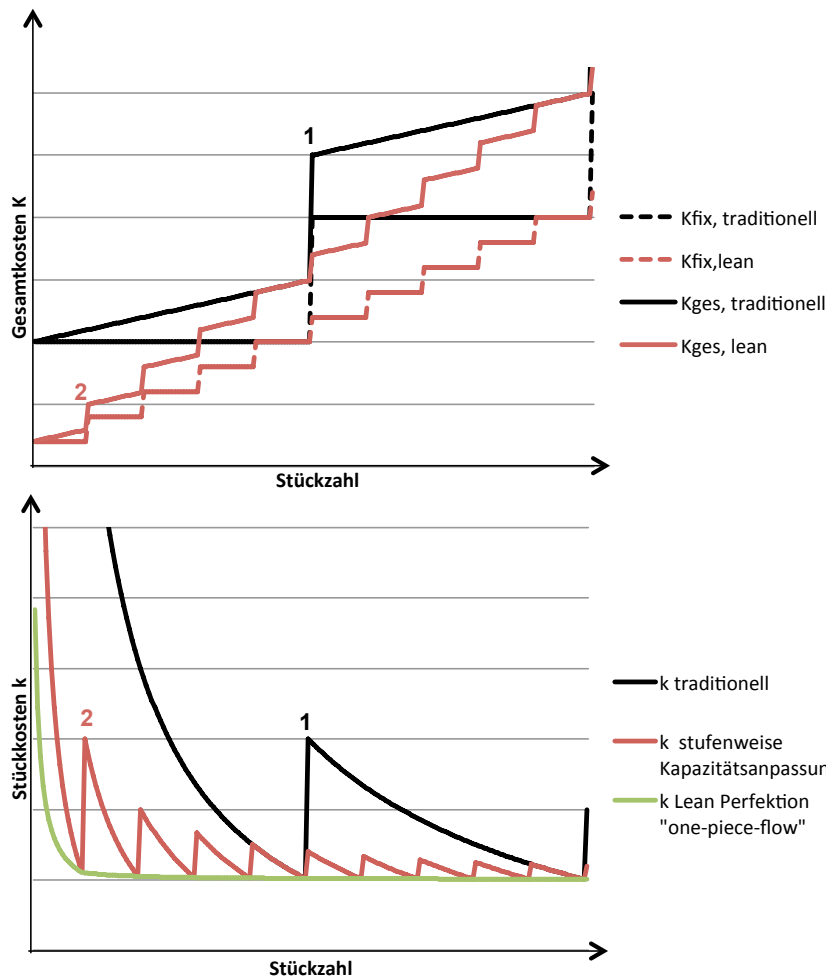 Gesamtkosten K
1
2
Stückzahl
Kfix, traditionell
Kfix,lean
Kges, traditionell
Kges, lean
Stückkosten k
2
1
Stückzahl
k traditionell
k stufenweise
Kapazitätsanpassun
k Lean Perfektion
"one-piece-flow"